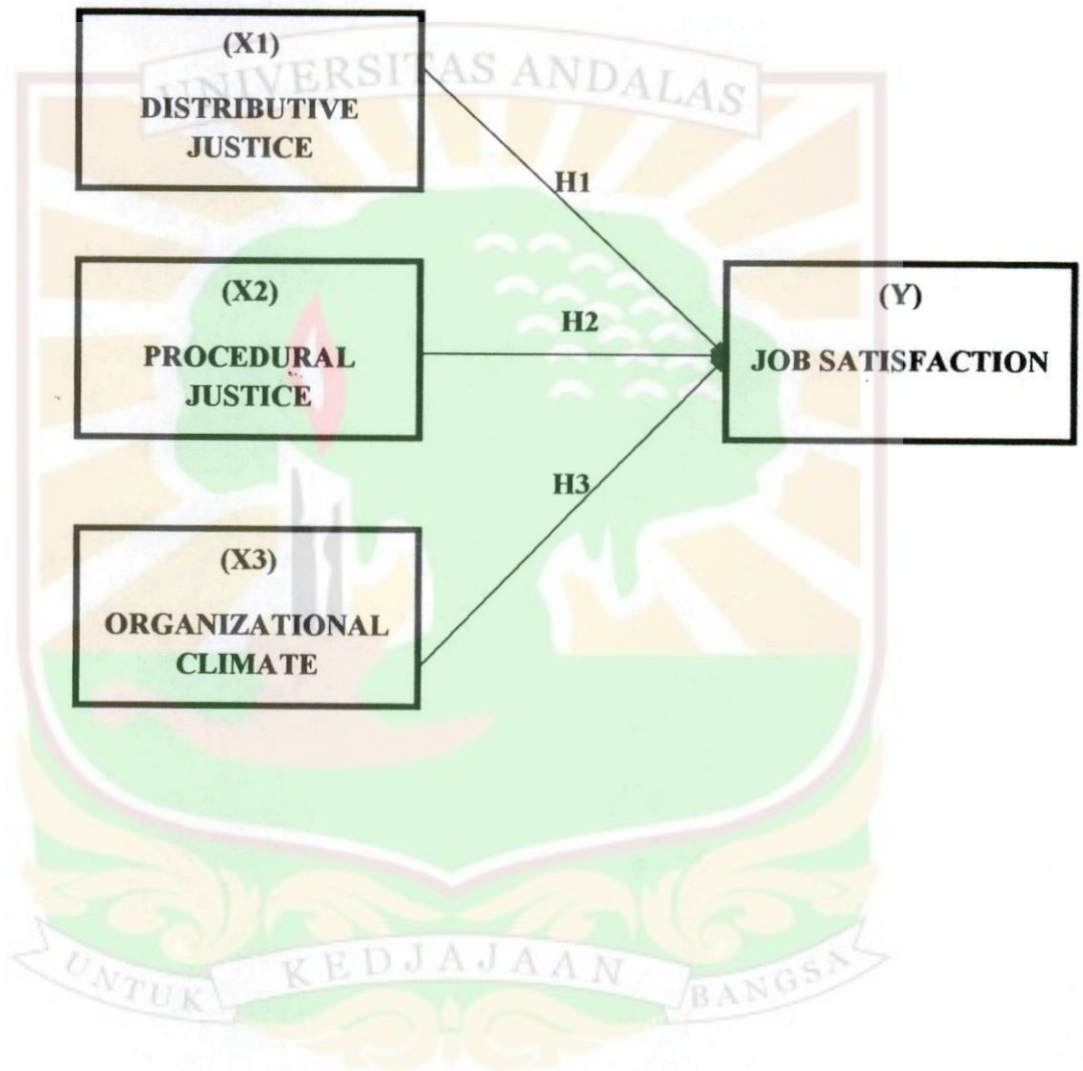 (X1)
DISTRIBUTIVE
JUSTICE
UNIVERSITAS ANDALAS
H1
(X2)
PROCEDURAL
JUSTICE
H2
(Y)
JOB SATISFACTION
H3
(X3)
ORGANIZATIONAL
CLIMATE
UNTUK KEDJAJAAN BANGSA